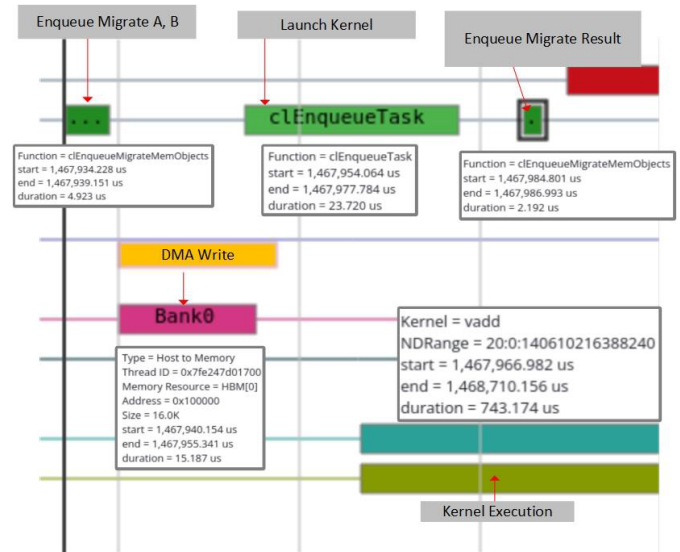 Enqueue Migrate A, B
Launch Kernel
Enqueue Migrate Result
...
clEnqueueTask
.
Function = clEnqueueMigrateMemObjects
start = 1,467,934.228 us
end = 1,467,939.151 us
duration = 4.923 us
Function = clEnqueueTask
start = 1,467,954.064 us
end = 1,467,977.784 us
duration = 23.720 us
Function = clEnqueueMigrateMemObjects
start = 1,467,984.801 us
end = 1,467,986.993 us
duration = 2.192 us
DMA Write
Bank0
Type = Host to Memory
Thread ID = 0x7fe247d01700
Memory Resource = HBM[0]
Address = 0x100000
Size = 16.0K
start = 1,467,940.154 us
end = 1,467,955.341 us
duration = 15.187 us
Kernel = vadd
NDRange = 20:0:140610216388240
start = 1,467,966.982 us
end = 1,468,710.156 us
duration = 743.174 us
Kernel Execution